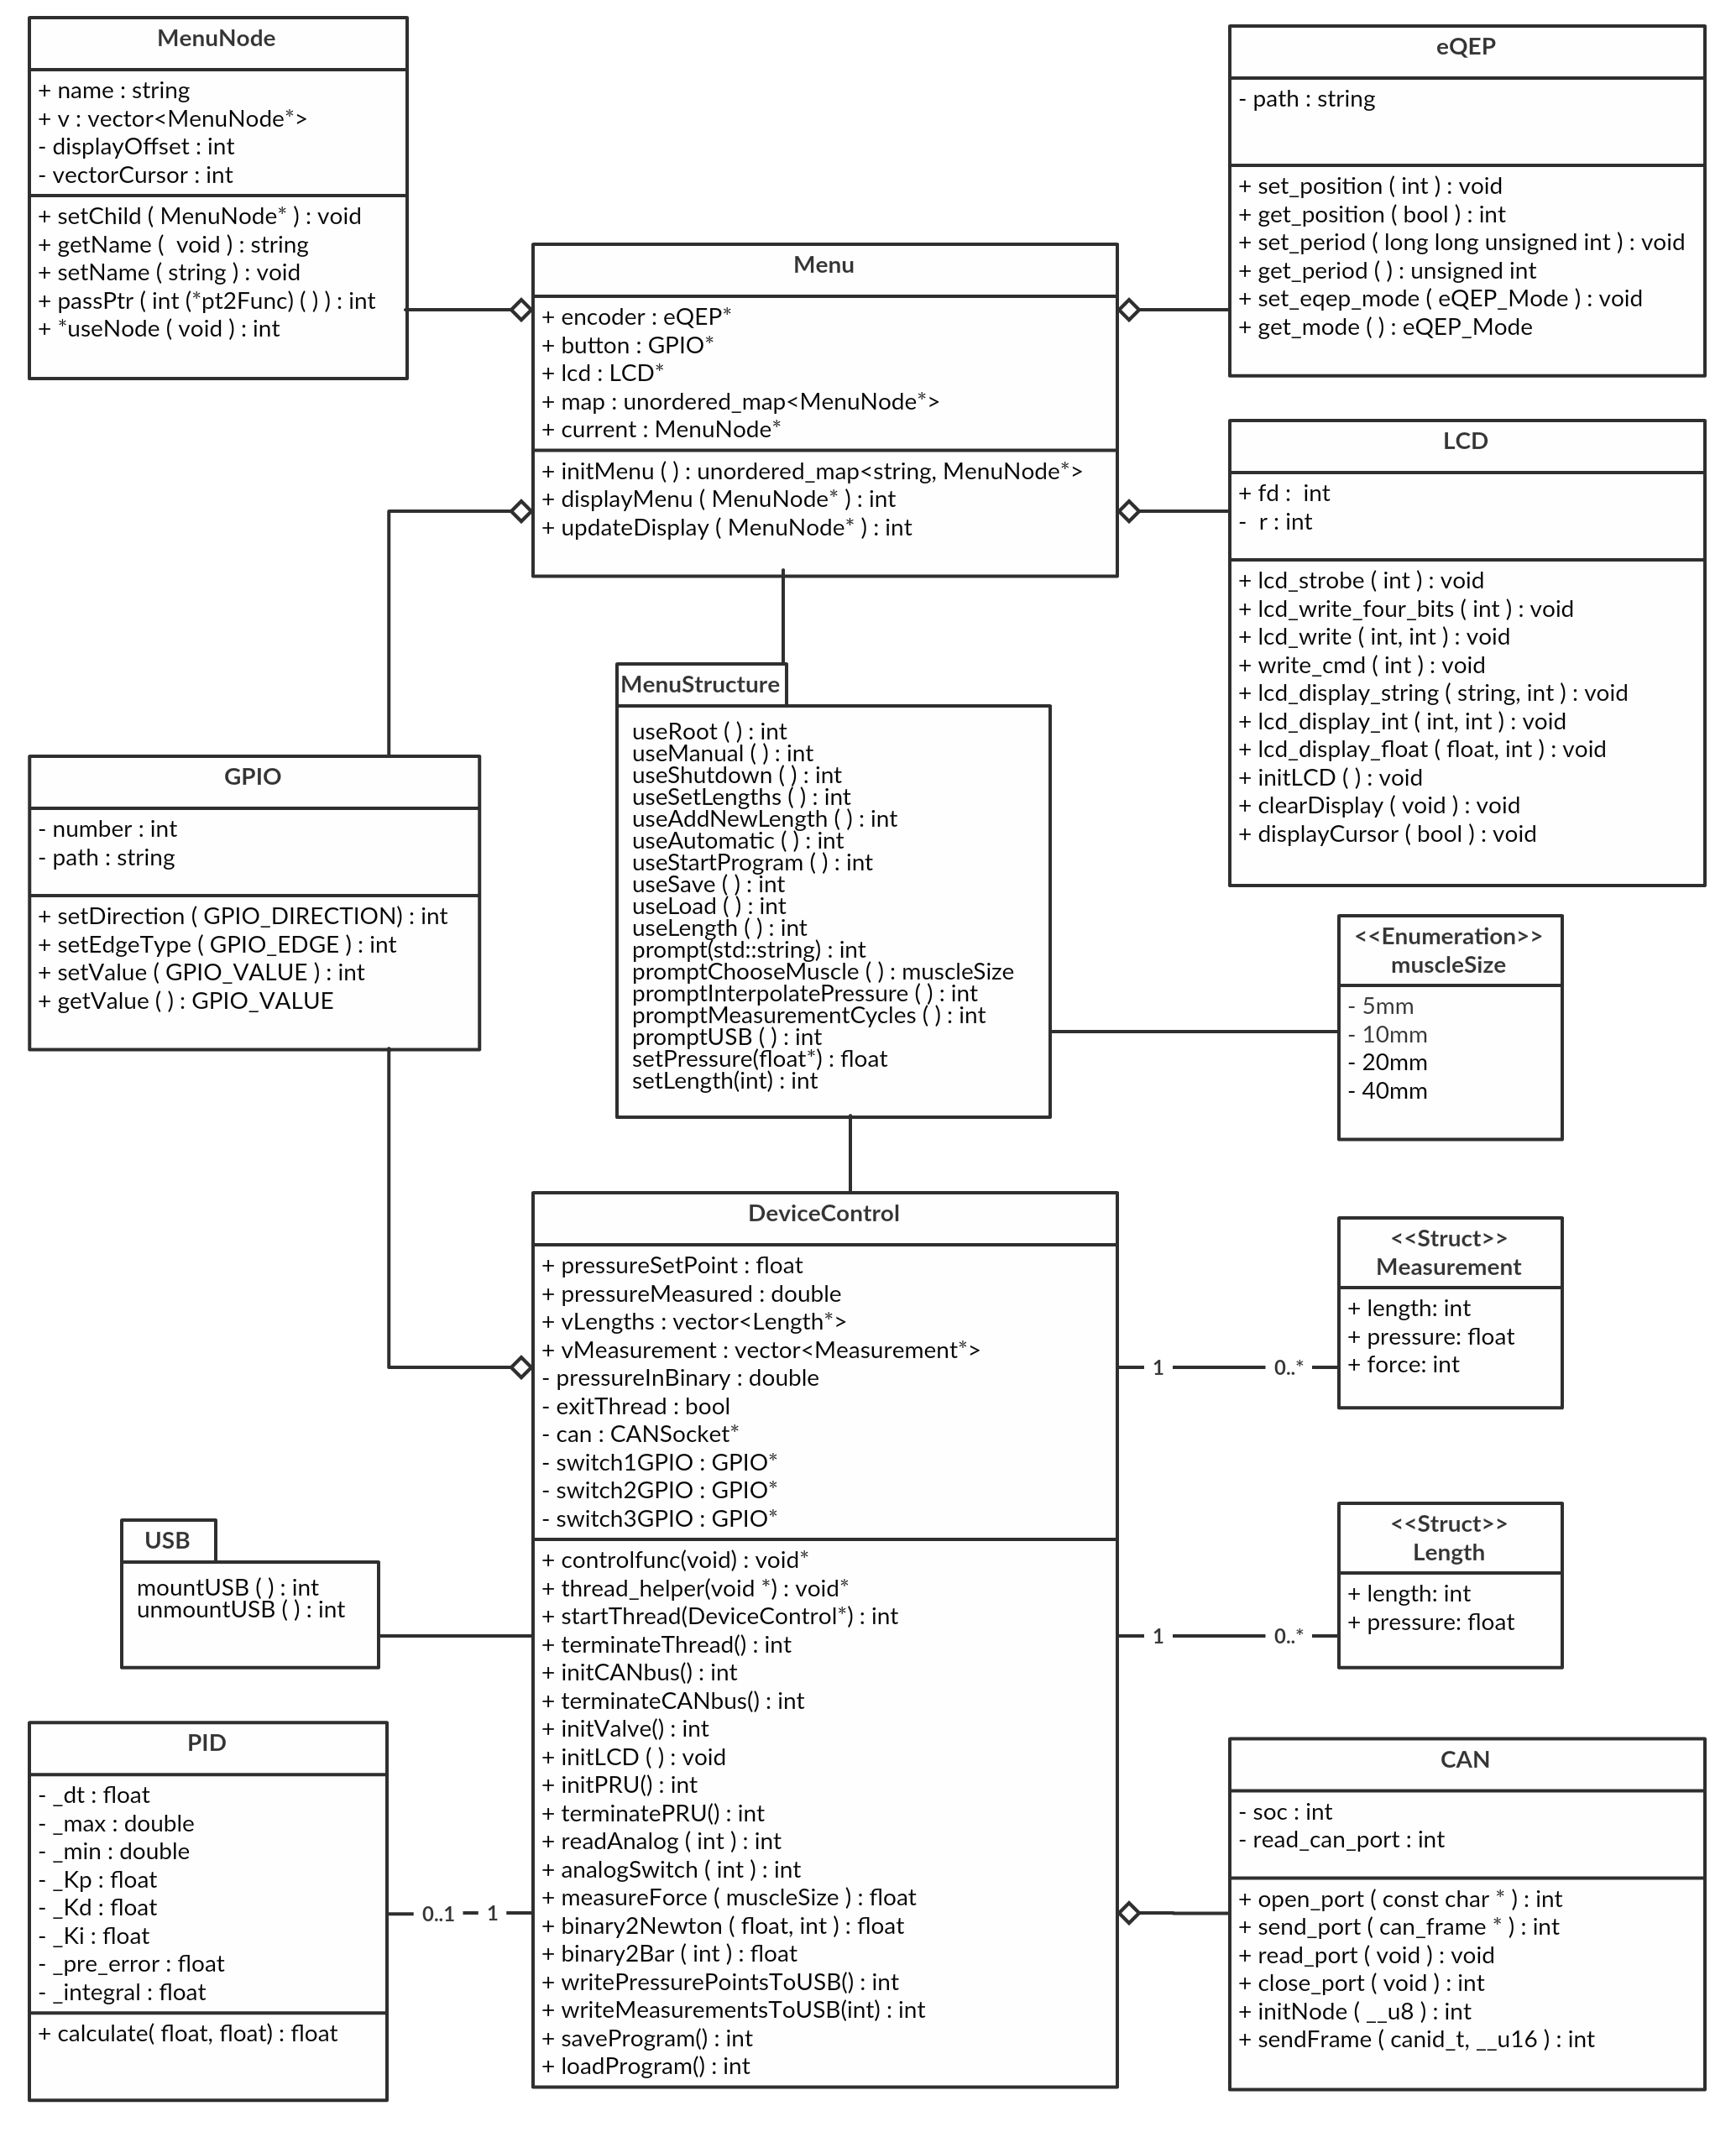 MenuNode
+ name : string
+ v : vector<MenuNode*>
- displayOffset : int
- vectorCursor : int
+ setChild ( MenuNode* ) : void
+ getName (  void ) : string
+ setName ( string ) : void
+ passPtr ( int (*pt2Func) ( ) ) : int
+ *useNode ( void ) : int
eQEP
- path : string
+ set_position ( int ) : void
+ get_position ( bool ) : int
+ set_period ( long long unsigned int ) : void
+ get_period ( ) : unsigned int
+ set_eqep_mode ( eQEP_Mode ) : void
+ get_mode ( ) : eQEP_Mode
Menu
+ encoder : eQEP*
+ button : GPIO*
+ lcd : LCD*
+ map : unordered_map<MenuNode*>
+ current : MenuNode*
+ initMenu ( ) : unordered_map<string, MenuNode*>
+ displayMenu ( MenuNode* ) : int
+ updateDisplay ( MenuNode* ) : int
LCD
+ fd :  int
-  r : int
+ lcd_strobe ( int ) : void
+ lcd_write_four_bits ( int ) : void
+ lcd_write ( int, int ) : void
+ write_cmd ( int ) : void
+ lcd_display_string ( string, int ) : void
+ lcd_display_int ( int, int ) : void
+ lcd_display_float ( float, int ) : void
+ initLCD ( ) : void
+ clearDisplay ( void ) : void
+ displayCursor ( bool ) : void
MenuStructure
useRoot ( ) : int
useManual ( ) : int
useShutdown ( ) : int
useSetLengths ( ) : int
useAddNewLength ( ) : int
useAutomatic ( ) : int
useStartProgram ( ) : int
useSave ( ) : int
useLoad ( ) : int
useLength ( ) : int
prompt(std::string) : int
promptChooseMuscle ( ) : muscleSize
promptInterpolatePressure ( ) : int
promptMeasurementCycles ( ) : int
promptUSB ( ) : int
setPressure(float*) : float
setLength(int) : int
GPIO
- number : int
- path : string
+ setDirection ( GPIO_DIRECTION) : int
+ setEdgeType ( GPIO_EDGE ) : int
+ setValue ( GPIO_VALUE ) : int
+ getValue ( ) : GPIO_VALUE
<<Enumeration>>
muscleSize
- 5mm
- 10mm
- 20mm
- 40mm
DeviceControl
+ pressureSetPoint : float
+ pressureMeasured : double
+ vLengths : vector<Length*>
+ vMeasurement : vector<Measurement*>
- pressureInBinary : double
- exitThread : bool
- can : CANSocket*
- switch1GPIO : GPIO*
- switch2GPIO : GPIO*
- switch3GPIO : GPIO*
+ controlfunc(void) : void*
+ thread_helper(void *) : void*
+ startThread(DeviceControl*) : int
+ terminateThread() : int
+ initCANbus() : int
+ terminateCANbus() : int
+ initValve() : int
+ initLCD ( ) : void
+ initPRU() : int
+ terminatePRU() : int
+ readAnalog ( int ) : int
+ analogSwitch ( int ) : int
+ measureForce ( muscleSize ) : float
+ binary2Newton ( float, int ) : float
+ binary2Bar ( int ) : float
+ writePressurePointsToUSB() : int
+ writeMeasurementsToUSB(int) : int
+ saveProgram() : int
+ loadProgram() : int
<<Struct>>
Measurement
+ length: int
+ pressure: float
+ force: int
1 0..*
<<Struct>>
Length
+ length: int
+ pressure: float
1 0..*
USB
mountUSB ( ) : int
unmountUSB ( ) : int
PID
- _dt : float
- _max : double
- _min : double
- _Kp : float
- _Kd : float
- _Ki : float
- _pre_error : float
- _integral : float
+ calculate( float, float) : float
0..1 1
CAN
- soc : int
- read_can_port : int
+ open_port ( const char * ) : int
+ send_port ( can_frame * ) : int
+ read_port ( void ) : void
+ close_port ( void ) : int
+ initNode ( __u8 ) : int
+ sendFrame ( canid_t, __u16 ) : int